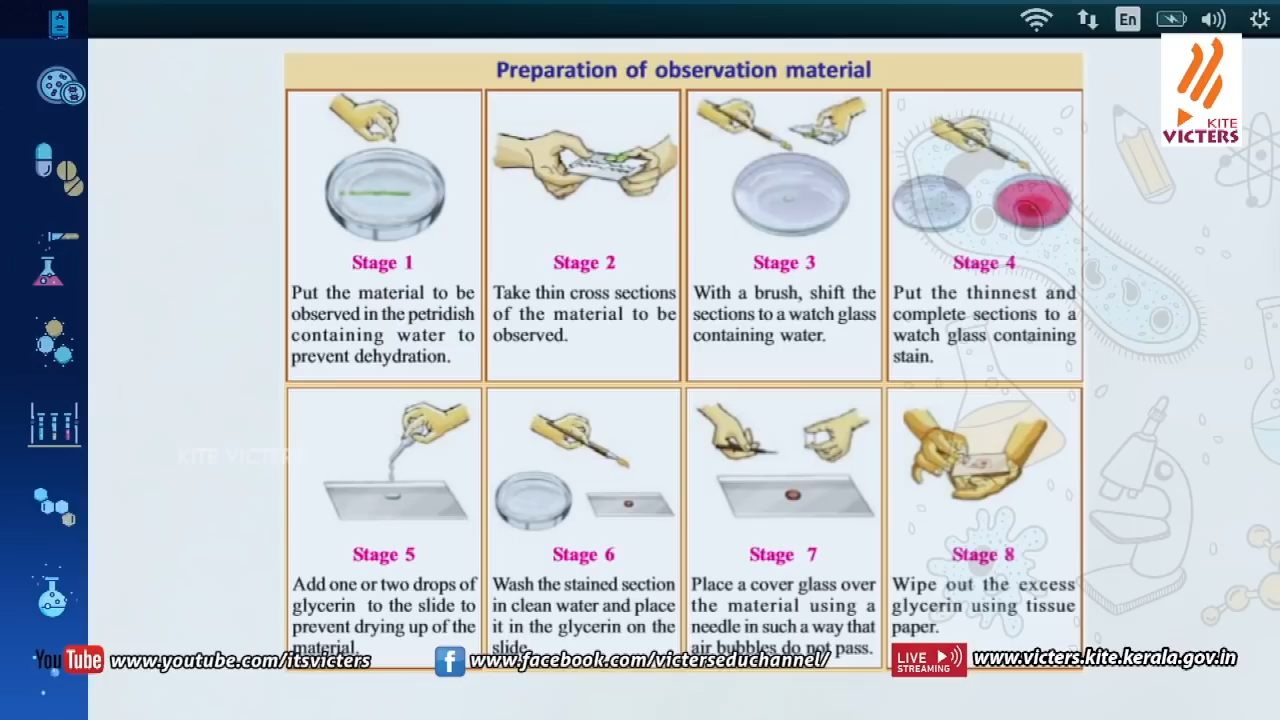 En
KITE
VICTERS
Preparation of observation material
Stage 1
Put the material to be
observed in the petridish
containing water to
prevent dehydration.
Stage 2
Take thin cross sections
of the material to be
observed.
Stage 3
With a brush, shift the
sections to a watch glass
containing water.
Stage 4
Put the thinnest and
complete sections to a
watch glass containing
stain.
KITE VICTERS
Stage 5
Add one or two drops of
glycerin to the slide to
prevent drying up of the
material.
Stage 6
Wash the stained section
in clean water and place
it in the glycerin on the
slide.
Stage 7
Place a cover glass over
the material using a
needle in such a way that
air bubbles do not pass.
Stage 8
Wipe out the excess
glycerin using tissue
paper.
YouTube www.youtube.com/itsvicters
f www.facebook.com/victerseduchannel/
LIVE
STREAMING
www.victers.kite.kerala.gov.in